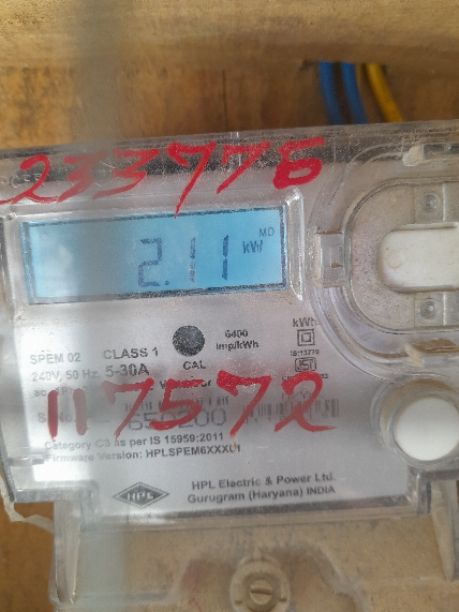 233776
MD
2.11 kW
6400 kWh
imp/kWh
SPEM 02 CLASS 1
IS:13779
240V, 50 Hz, 5-30A CAL
117572
650200
Category C3 as per IS 15959:2011
Firmware Version: HPLSPEM6XXX01
HPL
HPL Electric & Power Ltd.
Gurugram (Haryana) INDIA